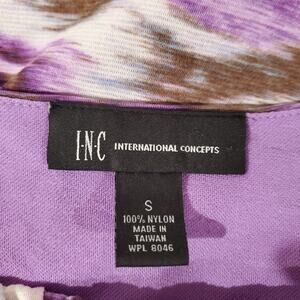 I·N·C INTERNATIONAL CONCEPTS
S
100% NYLON
MADE IN
TAIWAN
WPL 8046